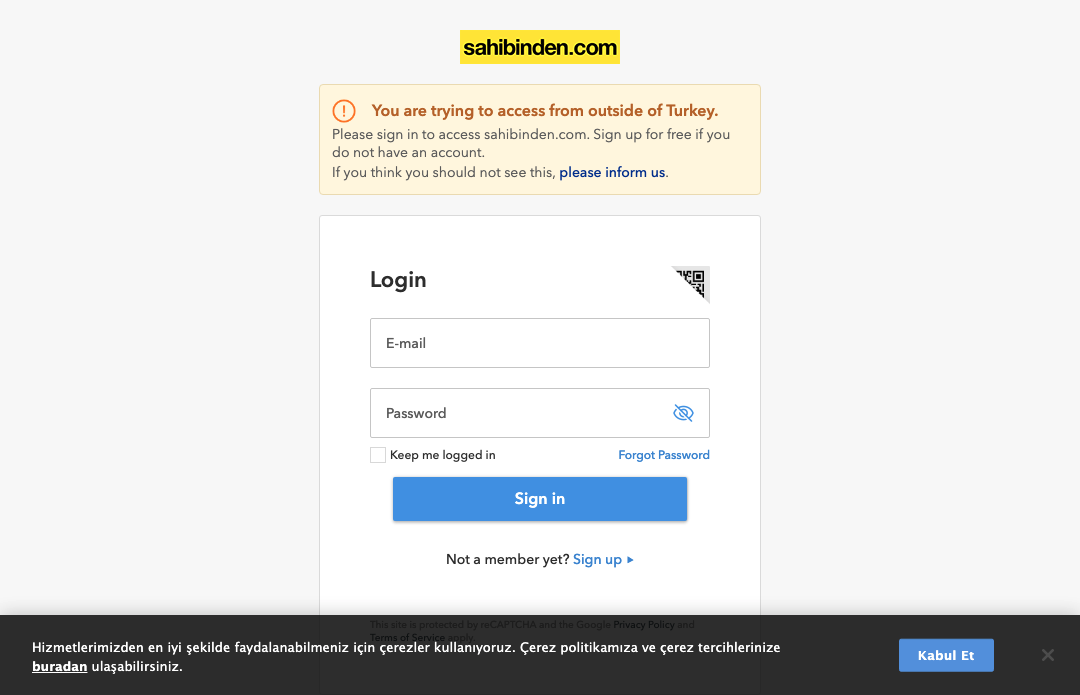 sahibinden.com
You are trying to access from outside of Turkey.
Please sign in to access sahibinden.com. Sign up for free if you
do not have an account.
If you think you should not see this, please inform us.
Login
E-mail
Password
Keep me logged in
Forgot Password
Sign in
Not a member yet? Sign up ▸
This site is protected by reCAPTCHA and the Google Privacy Policy and
Terms of Service apply.
Hizmetlerimizden en iyi şekilde faydalanabilmeniz için çerezler kullanıyoruz. Çerez politikamıza ve çerez tercihlerinize
buradan ulaşabilirsiniz.
Kabul Et